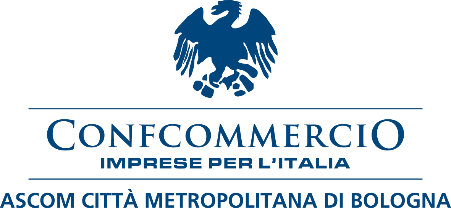 CONFCOMMERCIO
IMPRESE PER L'ITALIA
ASCOM CITTÀ METROPOLITANA DI BOLOGNA